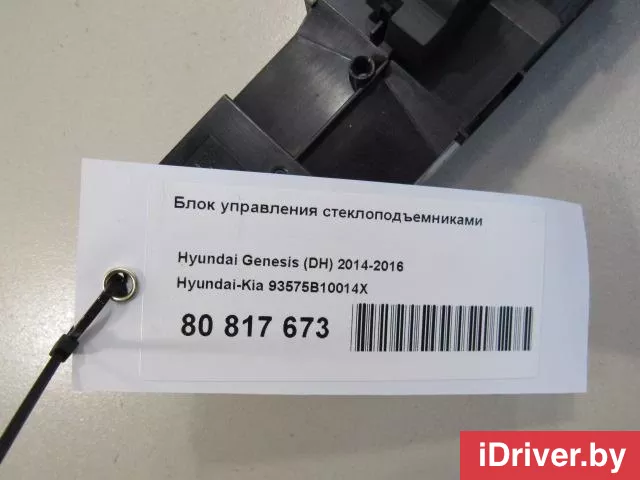 Блок управления стеклоподъемниками
Hyundai Genesis (DH) 2014-2016
Hyundai-Kia 93575B10014X
80 817 673
iDriver.by